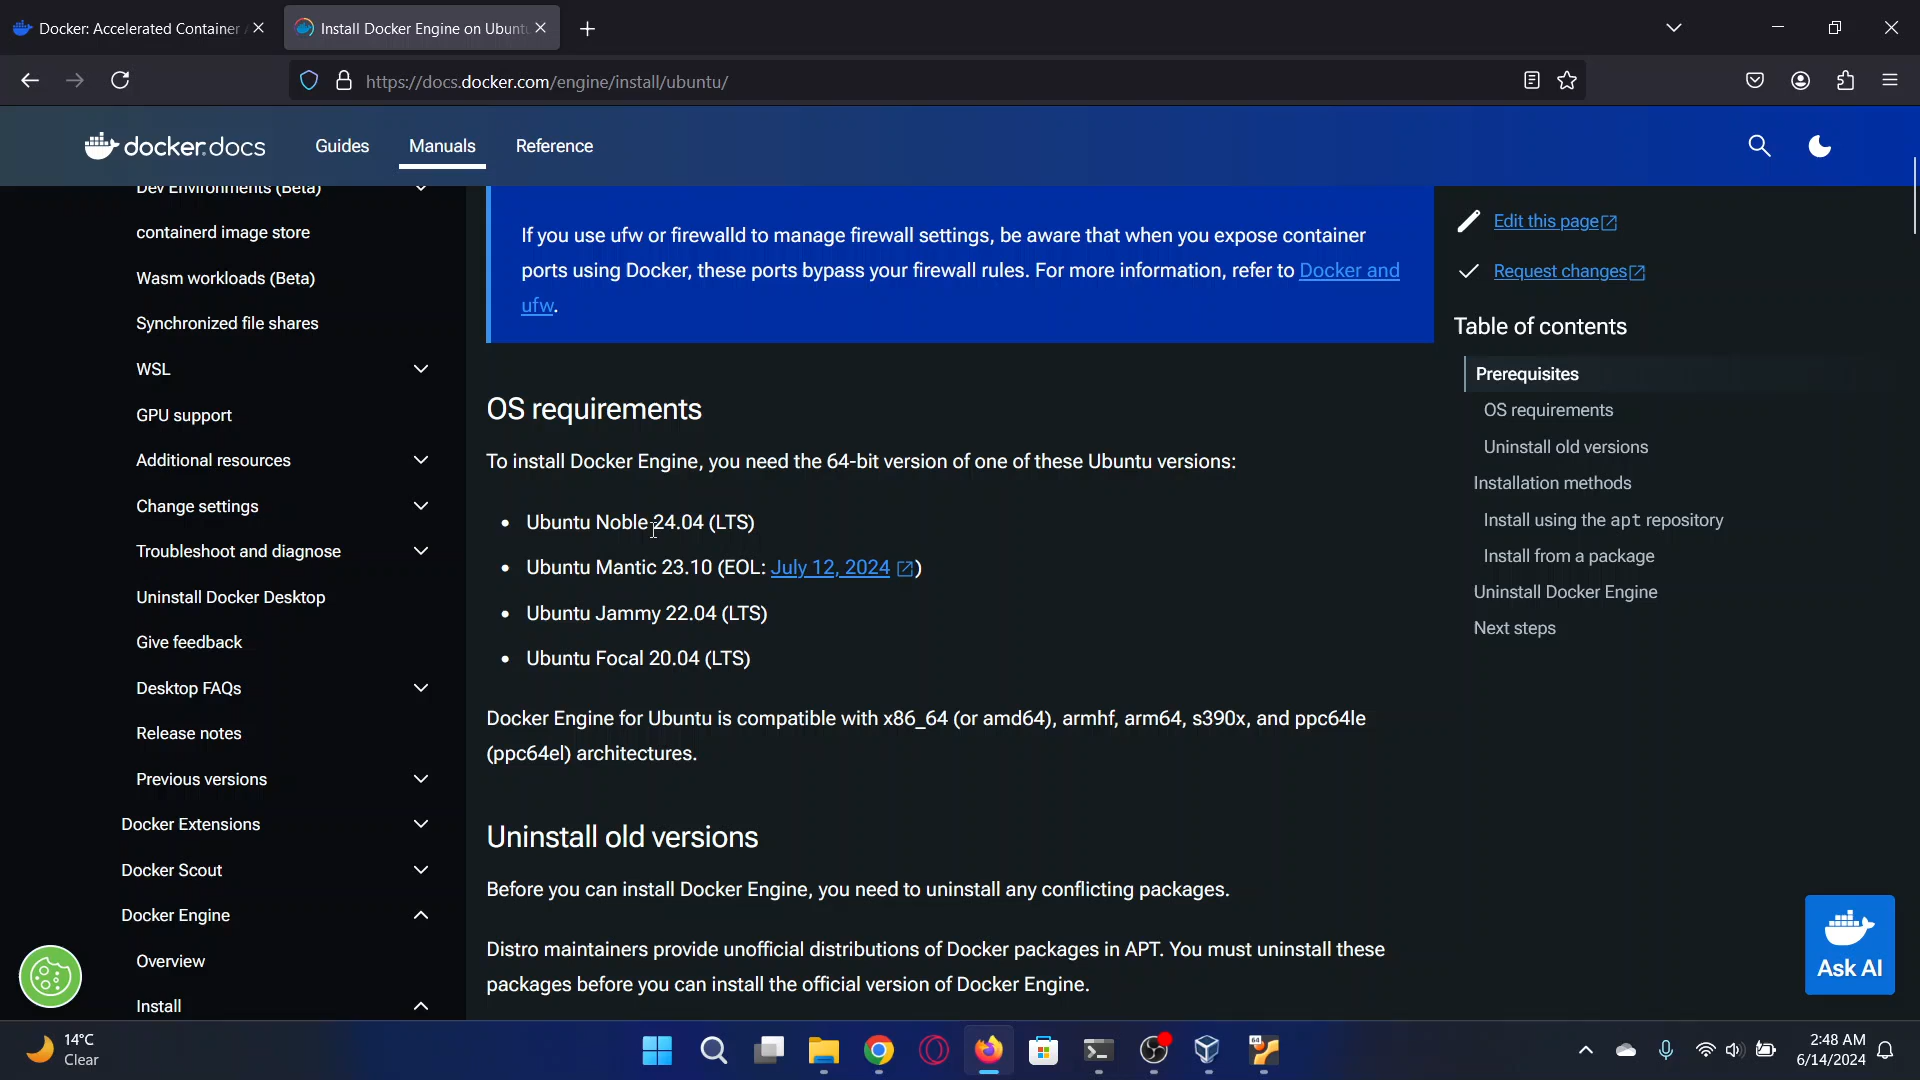 Docker: Accelerated Container A
Install Docker Engine on Ubunt
https://docs.docker.com/engine/install/ubuntu/
docker.docs
Guides
Manuals
Reference
Dev Environments (Beta)
containerd image store
Wasm workloads (Beta)
Synchronized file shares
WSL
GPU support
Additional resources
Change settings
Troubleshoot and diagnose
Uninstall Docker Desktop
Give feedback
Desktop FAQs
Release notes
Previous versions
Docker Extensions
Docker Scout
Docker Engine
Overview
Install
If you use ufw or firewalld to manage firewall settings, be aware that when you expose container
ports using Docker, these ports bypass your firewall rules. For more information, refer to Docker and
ufw.
OS requirements
To install Docker Engine, you need the 64-bit version of one of these Ubuntu versions:
• Ubuntu Noble 24.04 (LTS)
• Ubuntu Mantic 23.10 (EOL: July 12, 2024)
• Ubuntu Jammy 22.04 (LTS)
• Ubuntu Focal 20.04 (LTS)
Docker Engine for Ubuntu is compatible with x86_64 (or amd64), armhf, arm64, s390x, and ppc64le
(ppc64el) architectures.
Uninstall old versions
Before you can install Docker Engine, you need to uninstall any conflicting packages.
Distro maintainers provide unofficial distributions of Docker packages in APT. You must uninstall these
packages before you can install the official version of Docker Engine.
Edit this page
Request changes
Table of contents
Prerequisites
OS requirements
Uninstall old versions
Installation methods
Install using the apt repository
Install from a package
Uninstall Docker Engine
Next steps
Ask AI
14°C
Clear
64
2:48 AM
6/14/2024